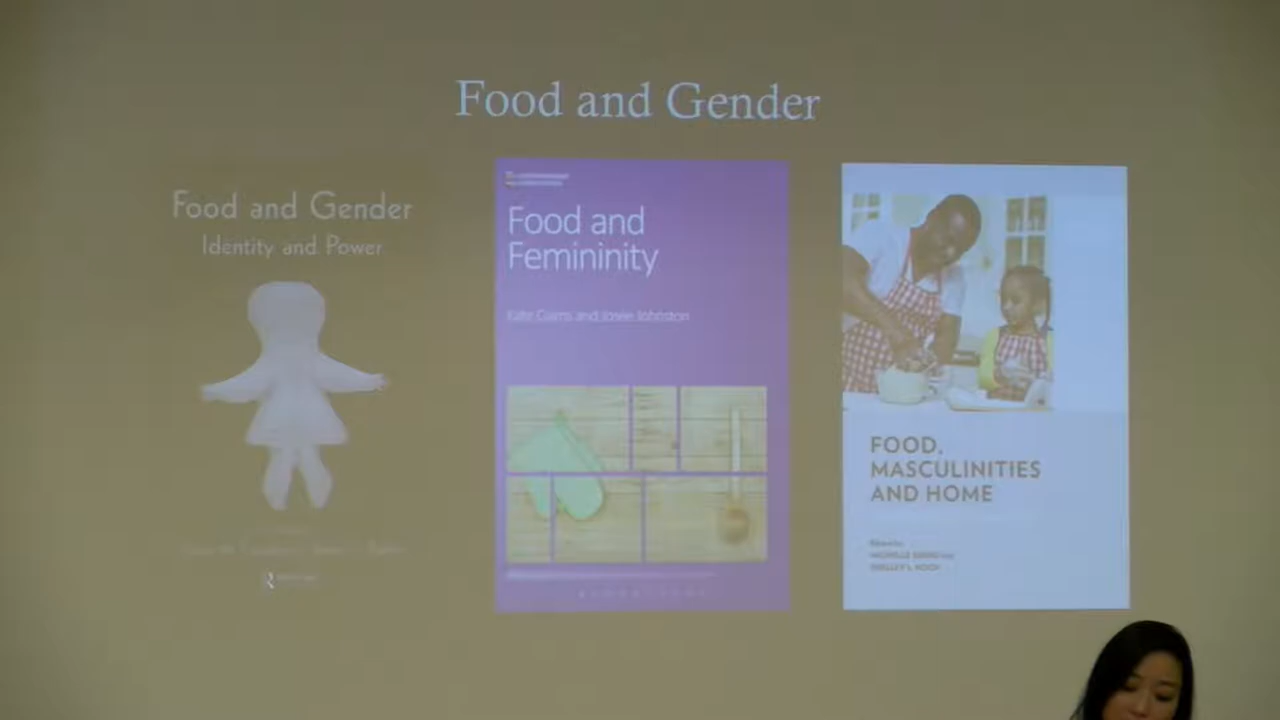 Food and Gender
Food and Gender
Identity and Power
Food and
Femininity
Kate Cairns and Josée Johnston
FOOD,
MASCULINITIES
AND HOME